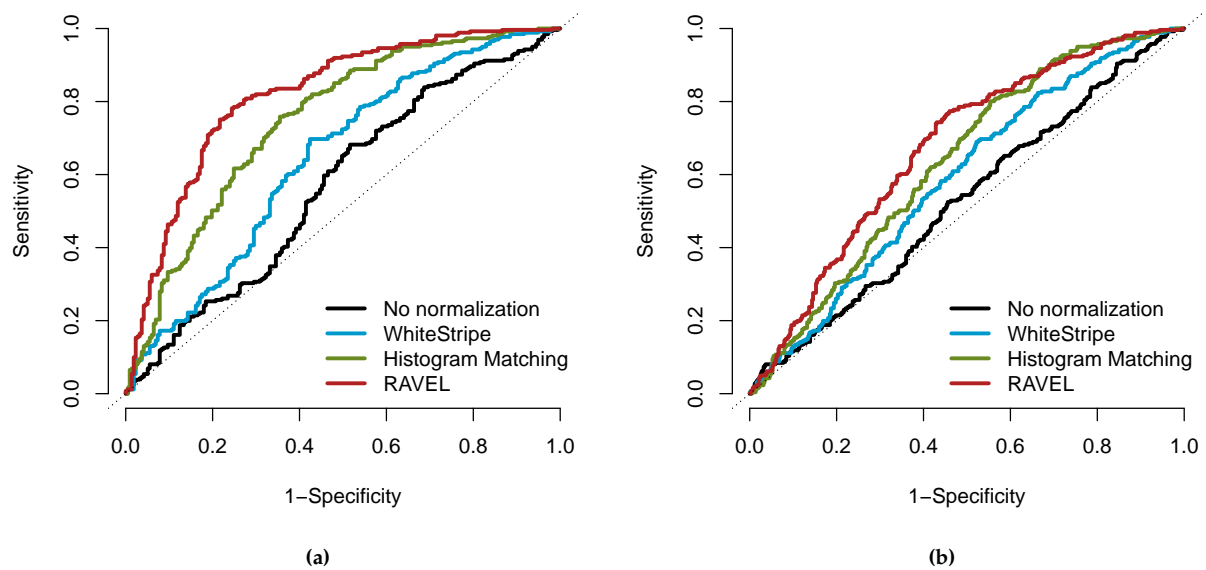 1.0
0.8
0.6
0.4
0.2
0.0
Sensitivity
No normalization
WhiteStripe
Histogram Matching
RAVEL
0.0 0.2 0.4 0.6 0.8 1.0
1−Specificity
(a)
1.0
0.8
0.6
0.4
0.2
0.0
Sensitivity
No normalization
WhiteStripe
Histogram Matching
RAVEL
0.0 0.2 0.4 0.6 0.8 1.0
1−Specificity
(b)